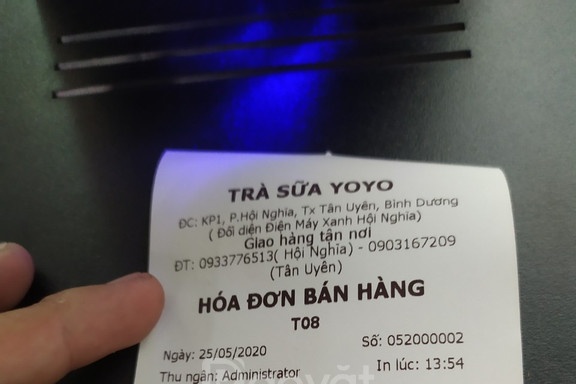 TRÀ SỮA YOYO
ĐC: KP1, P.Hội Nghĩa, Tx Tân Uyên, Bình Dương
( Đối diện Điện Máy Xanh Hội Nghĩa)
Giao hàng tận nơi
ĐT: 0933776513( Hội Nghĩa) - 0903167209
(Tân Uyên)
HÓA ĐƠN BÁN HÀNG
T08
Số: 052000002
Ngày: 25/05/2020
In lúc: 13:54
Thu ngân: Administrator